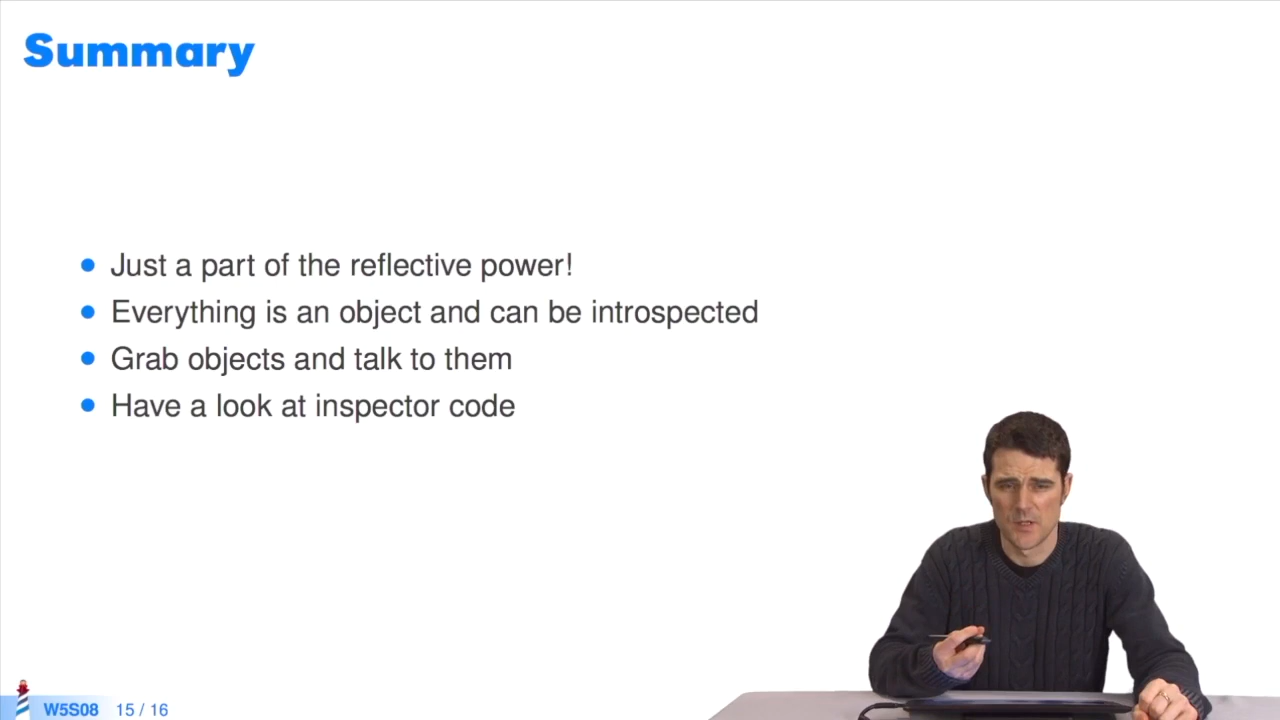 Summary
Just a part of the reflective power!
Everything is an object and can be introspected
Grab objects and talk to them
Have a look at inspector code
W5S08 15 / 16